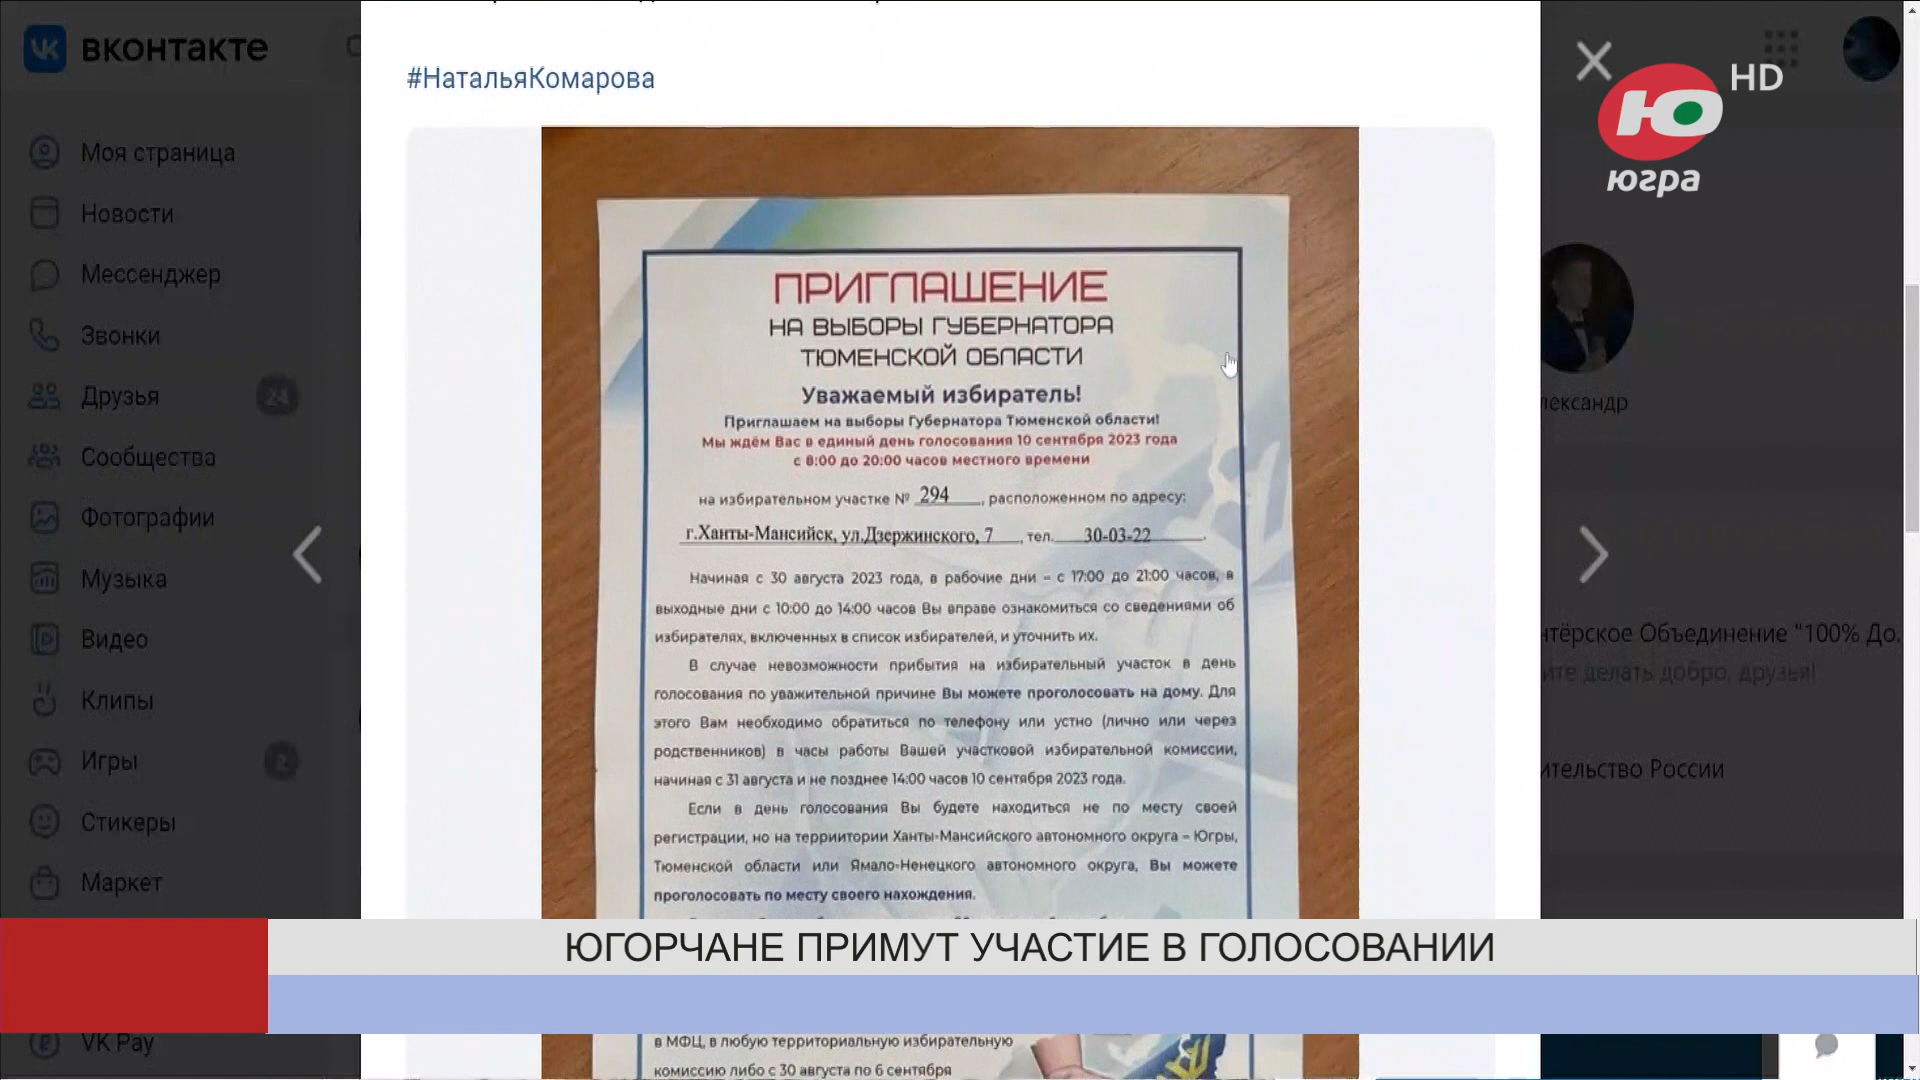 вконтакте
#НатальяКомарова
HD
Ю
югра
Моя страница
Новости
Мессенджер
Звонки
Друзья 24
Сообщества
Фотографии
Музыка
Видео
Клипы
Игры 2
Стикеры
Маркет
VK Pay
ПРИГЛАШЕНИЕ
НА ВЫБОРЫ ГУБЕРНАТОРА
ТЮМЕНСКОЙ ОБЛАСТИ
Уважаемый избиратель!
Приглашаем на выборы Губернатора Тюменской области!
Мы ждём Вас в единый день голосования 10 сентября 2023 года
с 8:00 до 20:00 часов местного времени
на избирательном участке № 294, расположенном по адресу:
г.Ханты-Мансийск, ул.Дзержинского, 7, тел. 30-03-22.
Начиная с 30 августа 2023 года, в рабочие дни – с 17:00 до 21:00 часов, в
выходные дни с 10:00 до 14:00 часов Вы вправе ознакомиться со сведениями об
избирателях, включенных в список избирателей, и уточнить их.
В случае невозможности прибытия на избирательный участок в день
голосования по уважительной причине Вы можете проголосовать на дому. Для
этого Вам необходимо обратиться по телефону или устно (лично или через
родственников) в часы работы Вашей участковой избирательной комиссии,
начиная с 31 августа и не позднее 14:00 часов 10 сентября 2023 года.
Если в день голосования Вы будете находиться не по месту своей
регистрации, но на территории Ханты-Мансийского автономного округа – Югры,
Тюменской области или Ямало-Ненецкого автономного округа, Вы можете
проголосовать по месту своего нахождения.
в МФЦ, в любую территориальную избирательную
комиссию либо с 30 августа по 6 сентября
лександр
нтёрское Объединение "100% До.
ите делать добро, друзья!
ительство России
ЮГОРЧАНЕ ПРИМУТ УЧАСТИЕ В ГОЛОСОВАНИИ